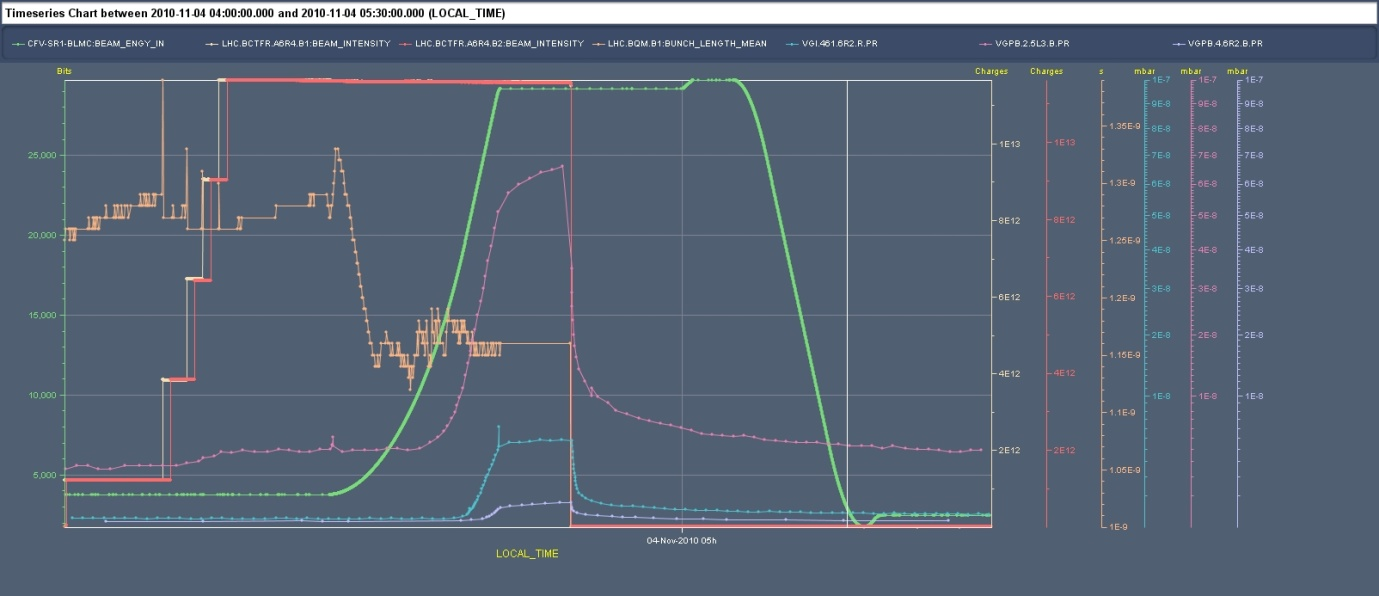 Timeseries Chart between 2010-11-04 04:00:00.000 and 2010-11-04 05:30:00.000 (LOCAL_TIME)
CFV-SR1-BLMC:BEAM_ENGY_IN LHC.BCTFR.A6R4.B1:BEAM_INTENSITY LHC.BCTFR.A6R4.B2:BEAM_INTENSITY LHC.BQM.B1:BUNCH_LENGTH_MEAN VGI.461.6R2.R.PR VGPB.2.5L3.B.PR VGPB.4.6R2.B.PR
Bits Charges Charges s mbar mbar mbar
1E-7 1E-7 1E-7
9E-8 9E-8 9E-8
1.35E-9 8E-8 8E-8 8E-8
1E13 1E13
25,000 7E-8 7E-8 7E-8
1.3E-9 6E-8 6E-8 6E-8
8E12 8E12 5E-8 5E-8 5E-8
20,000 1.25E-9 4E-8 4E-8 4E-8
3E-8 3E-8 3E-8
6E12 6E12 1.2E-9
15,000
2E-8 2E-8 2E-8
1.15E-9
4E12 4E12
10,000 1E-8 1E-8 1E-8
1.1E-9
2E12 2E12
5,000 1.05E-9
1E-9
04-Nov-2010 05h
LOCAL_TIME